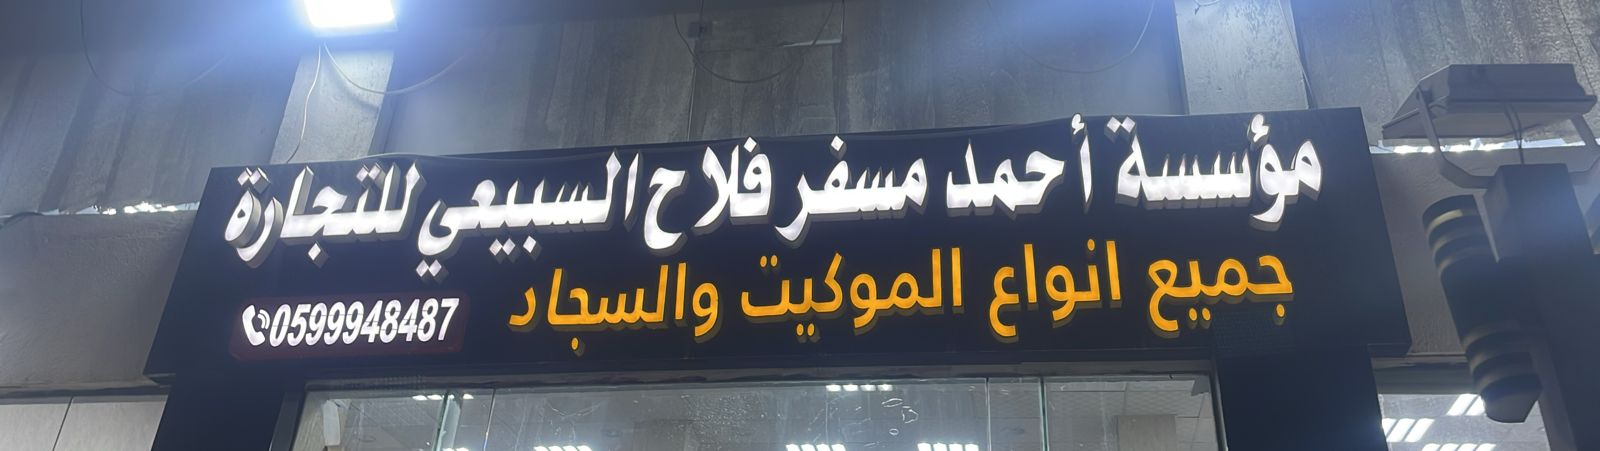 مؤسسة أحمد مسفر فلاح السبيعي للتجارة
جميع انواع الموكيت والسجاد
0599948487